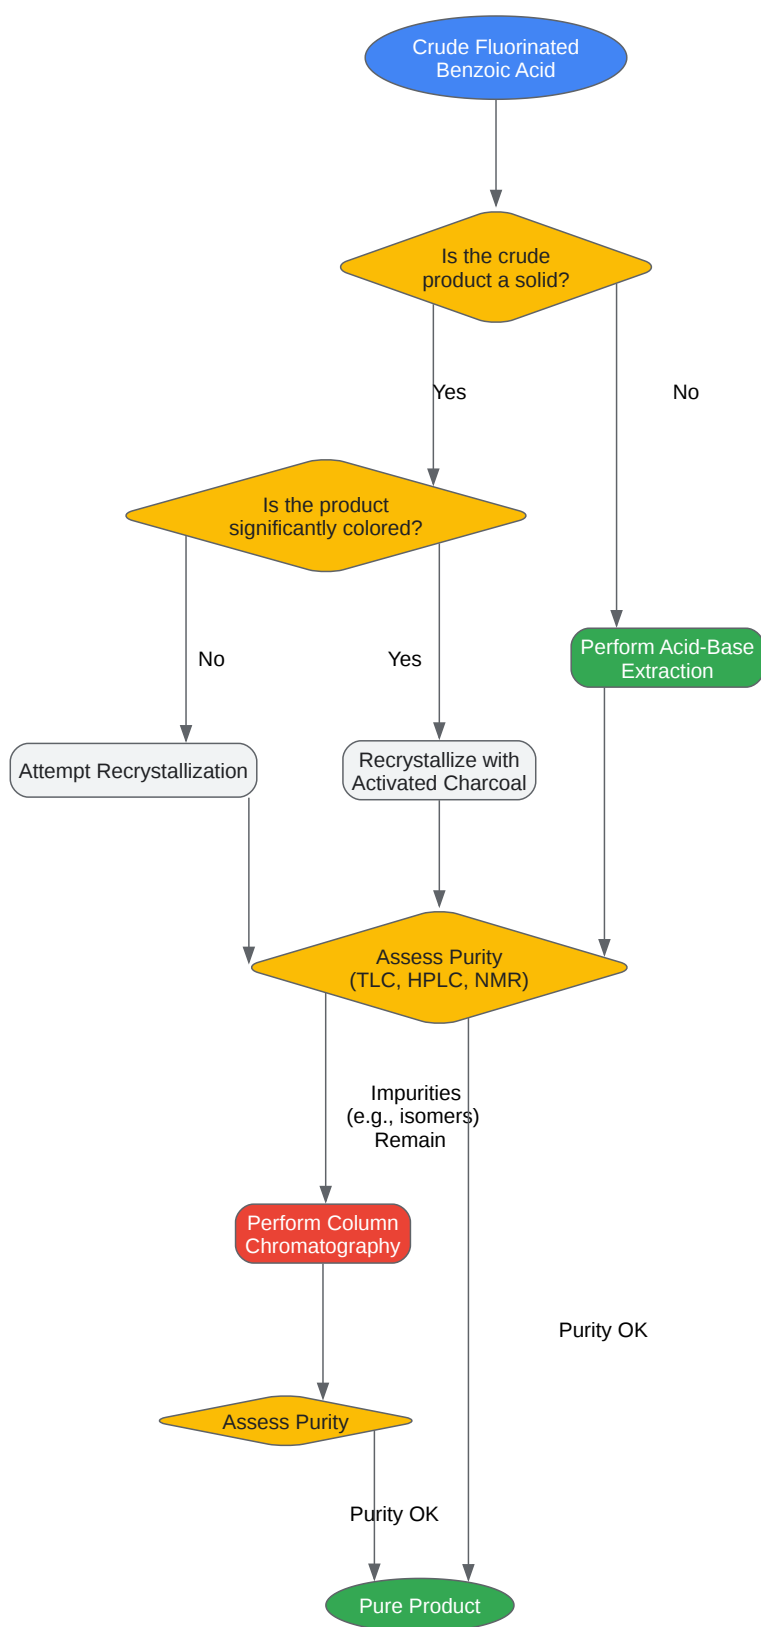 Crude Fluorinated
Benzoic Acid
Is the crude
product a solid?
Yes
No
Is the product
significantly colored?
No
Yes
Perform Acid-Base
Extraction
Attempt Recrystallization
Recrystallize with
Activated Charcoal
Assess Purity
(TLC, HPLC, NMR)
Impurities
(e.g., isomers)
Remain
Perform Column
Chromatography
Purity OK
Assess Purity
Purity OK
Pure Product